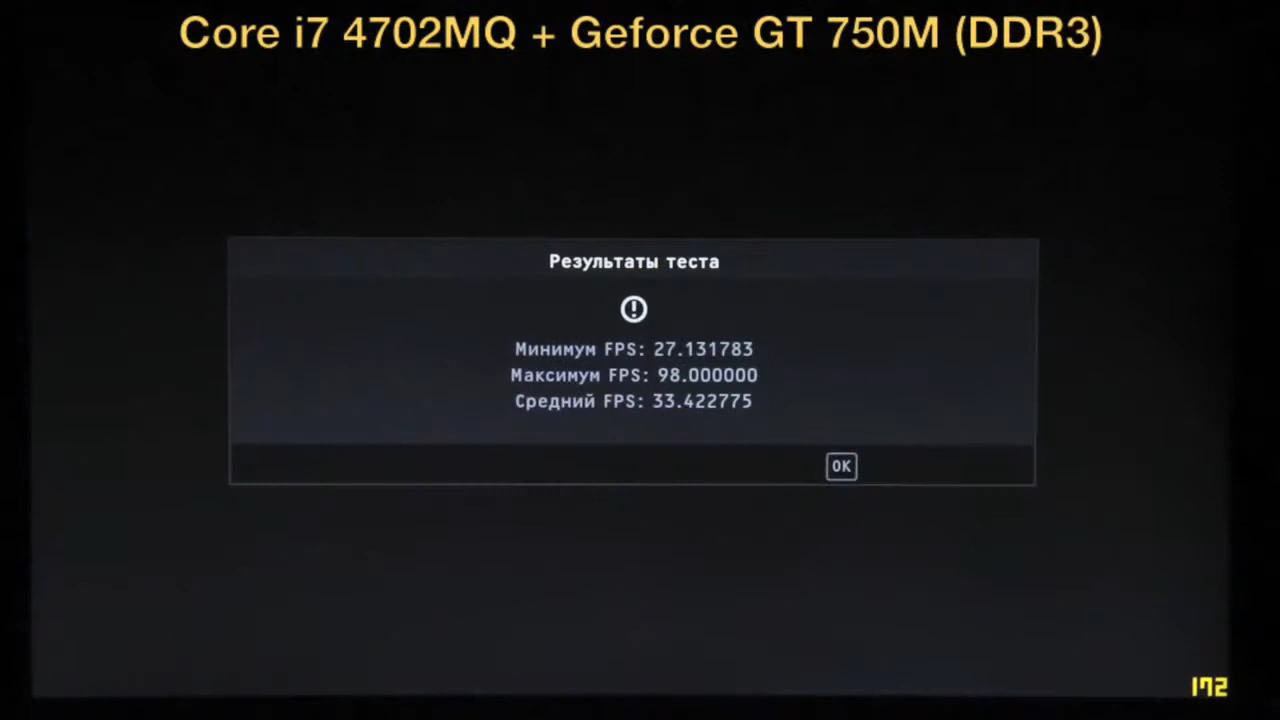 Core i7 4702MQ + Geforce GT 750M (DDR3)
Результаты теста
Минимум FPS: 27.131783
Максимум FPS: 98.000000
Средний FPS: 33.422775
OK
172